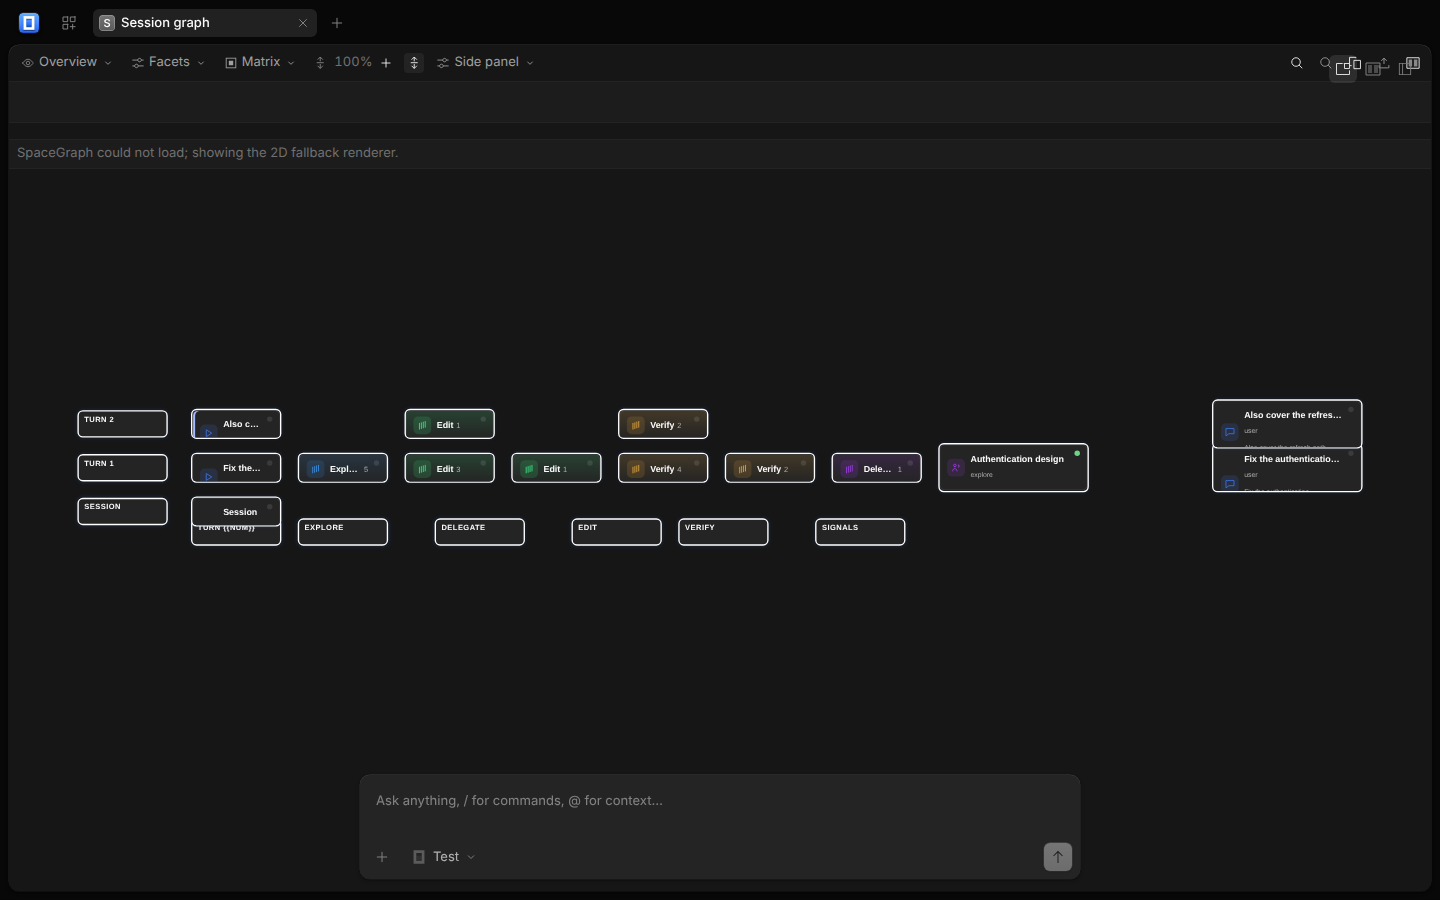 S Session graph
Overview Facets Matrix 100% Side panel
SpaceGraph could not load; showing the 2D fallback renderer.
TURN 2
Also c...
Edit 1
Verify 2
Also cover the refres...
user
TURN 1
Fix the...
Expl... 5
Edit 3
Edit 1
Verify 4
Verify 2
Dele... 1
Authentication design
explore
Fix the authenticatio...
user
SESSION
Session
TURN {{NUM}}
EXPLORE
DELEGATE
EDIT
VERIFY
SIGNALS
Ask anything, / for commands, @ for context...
Test